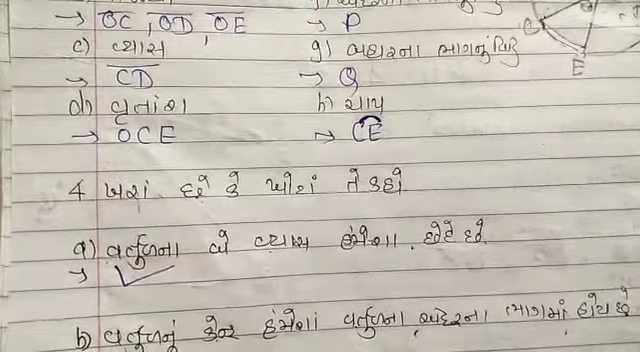 → OC, OD, OE → P
c) વ્યાસ g) બહારના ભાગનું બિંદુ
→ CD → Q
d) વૃતાંશ h) ચાપ
→ OCE → CE
4 ખરાં છે કે ખોટાં તે કહો
a) વર્તુળના બે વ્યાસ હંમેશા છેદે છે.
→ ✓
b) વર્તુળનું કેન્દ્ર હંમેશાં વર્તુળના અંદરના ભાગમાં હોય છે
E